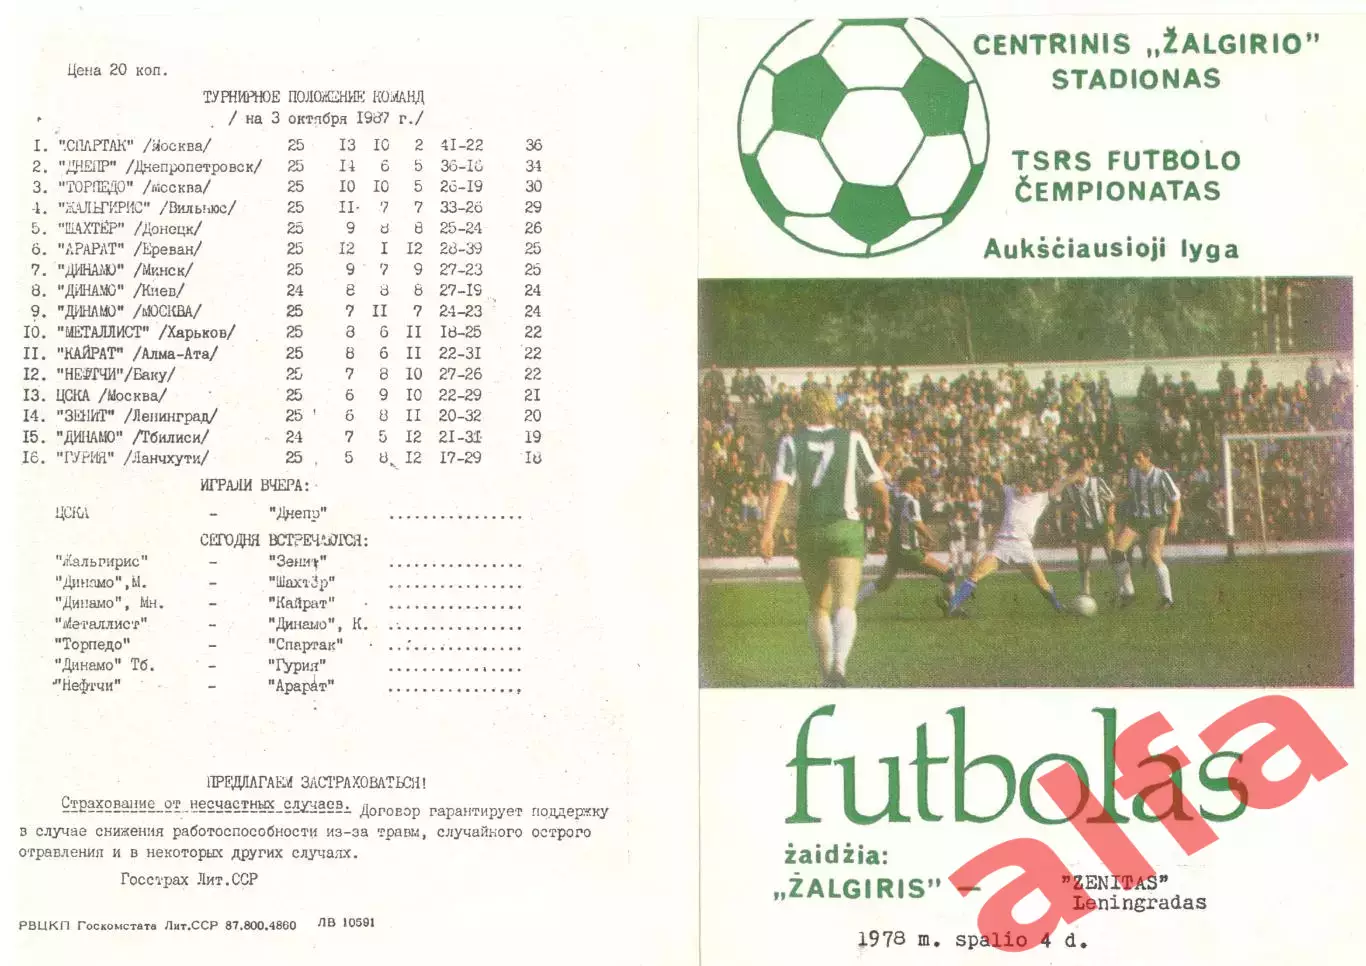 Цена 20 коп.
ТУРНИРНОЕ ПОЛОЖЕНИЕ КОМАНД
/ на 3 октября 1987 г./
1. "СПАРТАК" /Москва/ 25 13 10 2 41-22 36
2. "ДНЕПР" /Днепропетровск/ 25 14 6 5 36-16 34
3. "ТОРПЕДО" /Москва/ 25 10 10 5 26-19 30
4. "ЖАЛЬГИРИС" /Вильнюс/ 25 11 7 7 33-26 29
5. "ШАХТЁР" /Донецк/ 25 9 8 8 25-24 26
6. "АРАРАТ" /Ереван/ 25 12 1 12 28-39 25
7. "ДИНАМО" /Минск/ 25 9 7 9 27-23 25
8. "ДИНАМО" /Киев/ 24 8 8 8 27-19 24
9. "ДИНАМО" /МОСКВА/ 25 7 11 7 24-23 24
10. "МЕТАЛЛИСТ" /Харьков/ 25 8 6 11 18-25 22
11. "КАЙРАТ" /Алма-Ата/ 25 8 6 11 22-31 22
12. "НЕФТЧИ"/Баку/ 25 7 8 10 27-26 22
13. ЦСКА /Москва/ 25 6 9 10 22-29 21
14. "ЗЕНИТ" /Ленинград/ 25 6 8 11 20-32 20
15. "ДИНАМО" /Тбилиси/ 24 7 5 12 21-31 19
16. "ГУРИЯ" /Ланчхути/ 25 5 8 12 17-29 18
ИГРАЛИ ВЧЕРА:
ЦСКА - "Днепр" ................
СЕГОДНЯ ВСТРЕЧАЮТСЯ:
"Жальгирис" - "Зенит" ................
"Динамо",М. - "Шахтёр" ................
"Динамо", Мн. - "Кайрат" ................
"Металлист" - "Динамо", К. ................
"Торпедо" - "Спартак" ................
"Динамо" Тб. - "Гурия" ................
"Нефтчи" - "Арарат" ................
ПРЕДЛАГАЕМ ЗАСТРАХОВАТЬСЯ!
Страхование от несчастных случаев. Договор гарантирует поддержку
в случае снижения работоспособности из-за травм, случайного острого
отравления и в некоторых других случаях.
Госстрах Лит.ССР
РВЦКП Госкомстата Лит.ССР 87.800.4860 ЛВ 10591
CENTRINIS „ŽALGIRIO"
STADIONAS
TSRS FUTBOLO
ČEMPIONATAS
Aukščiausioji lyga
7
futbolas
žaidžia:
„ŽALGIRIS" — "ZENITAS"
Leningradas
1978 m. spalio 4 d.
alfa